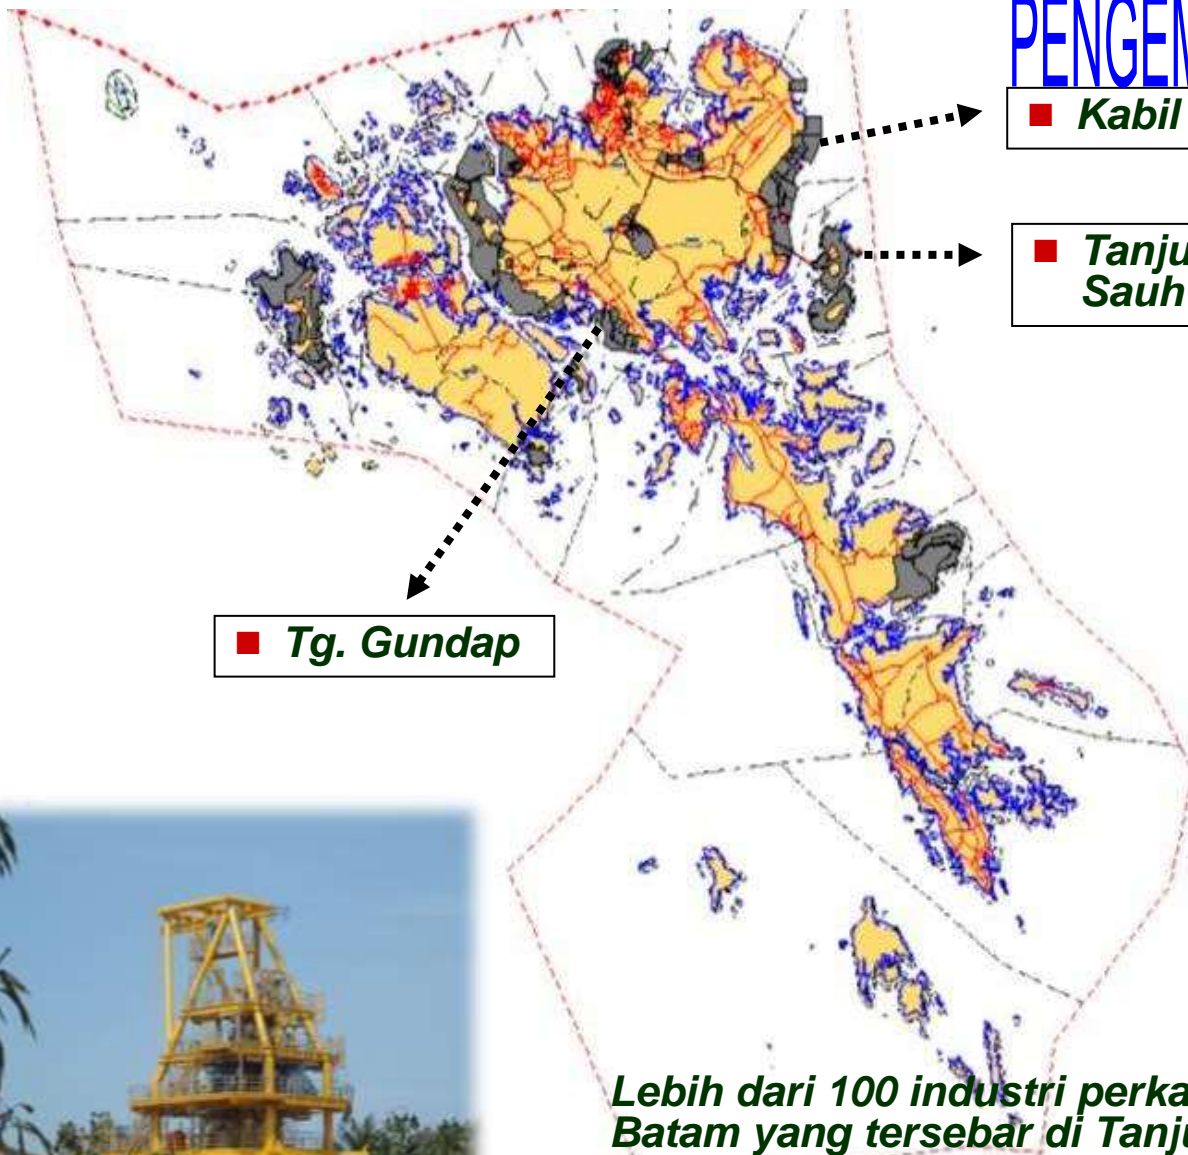 PENGEM
Kabil
Tanju
Sauh
Tg. Gundap
Lebih dari 100 industri perka
Batam yang tersebar di Tanju